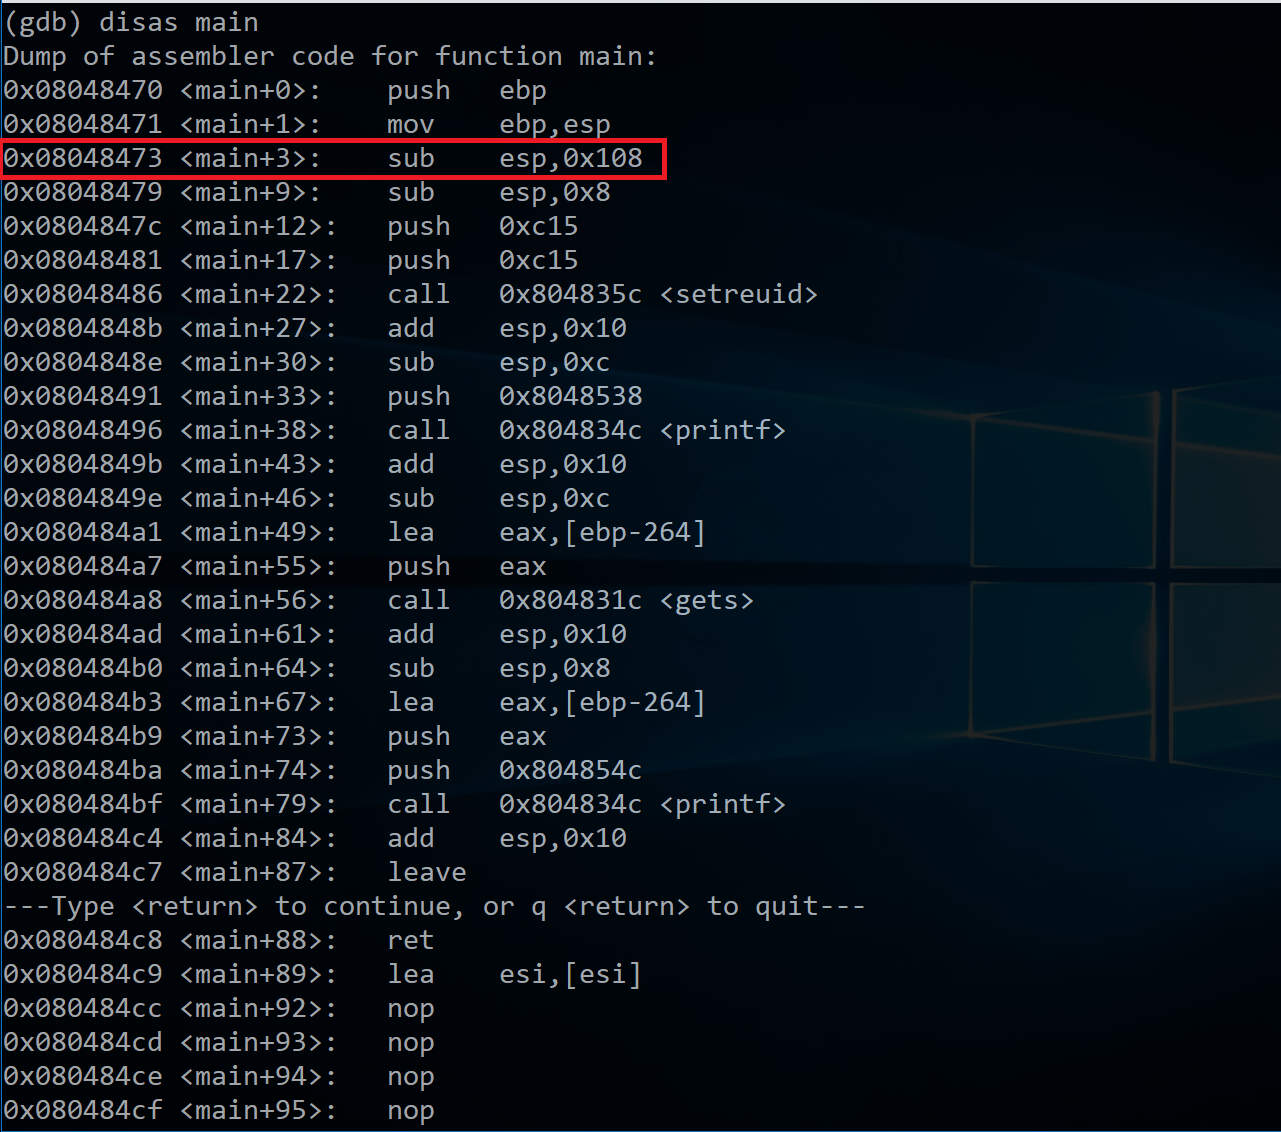 (gdb) disas main
Dump of assembler code for function main:
0x08048470 <main+0>:    push   ebp
0x08048471 <main+1>:    mov    ebp,esp
0x08048473 <main+3>:    sub    esp,0x108
0x08048479 <main+9>:    sub    esp,0x8
0x0804847c <main+12>:   push   0xc15
0x08048481 <main+17>:   push   0xc15
0x08048486 <main+22>:   call   0x804835c <setreuid>
0x0804848b <main+27>:   add    esp,0x10
0x0804848e <main+30>:   sub    esp,0xc
0x08048491 <main+33>:   push   0x8048538
0x08048496 <main+38>:   call   0x804834c <printf>
0x0804849b <main+43>:   add    esp,0x10
0x0804849e <main+46>:   sub    esp,0xc
0x080484a1 <main+49>:   lea    eax,[ebp-264]
0x080484a7 <main+55>:   push   eax
0x080484a8 <main+56>:   call   0x804831c <gets>
0x080484ad <main+61>:   add    esp,0x10
0x080484b0 <main+64>:   sub    esp,0x8
0x080484b3 <main+67>:   lea    eax,[ebp-264]
0x080484b9 <main+73>:   push   eax
0x080484ba <main+74>:   push   0x804854c
0x080484bf <main+79>:   call   0x804834c <printf>
0x080484c4 <main+84>:   add    esp,0x10
0x080484c7 <main+87>:   leave
---Type <return> to continue, or q <return> to quit---
0x080484c8 <main+88>:   ret
0x080484c9 <main+89>:   lea    esi,[esi]
0x080484cc <main+92>:   nop
0x080484cd <main+93>:   nop
0x080484ce <main+94>:   nop
0x080484cf <main+95>:   nop